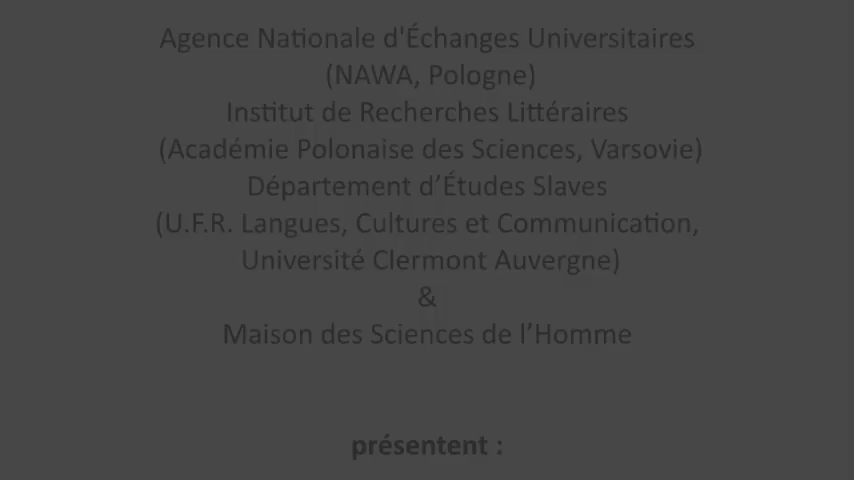 Agence Nationale d'Échanges Universitaires
(NAWA, Pologne)
Institut de Recherches Littéraires
(Académie Polonaise des Sciences, Varsovie)
Département d’Études Slaves
(U.F.R. Langues, Cultures et Communication,
Université Clermont Auvergne)
&
Maison des Sciences de l’Homme
présentent :